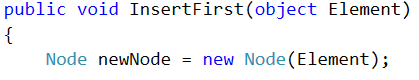 public void InsertFirst(object Element)
{
    Node newNode = new Node(Element);